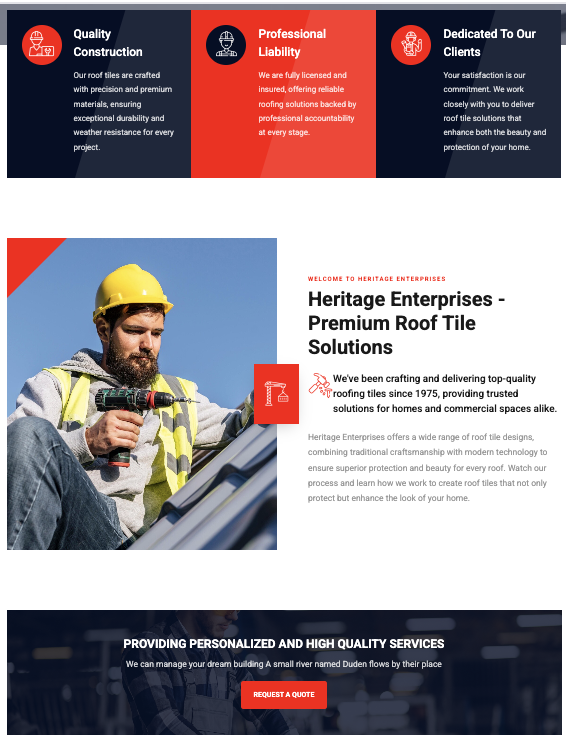 Quality
Construction
Our roof tiles are crafted
with precision and premium
materials, ensuring
exceptional durability and
weather resistance for every
project.
Professional
Liability
We are fully licensed and
insured, offering reliable
roofing solutions backed by
professional accountability
at every stage.
Dedicated To Our
Clients
Your satisfaction is our
commitment. We work
closely with you to deliver
roof tile solutions that
enhance both the beauty and
protection of your home.
WELCOME TO HERITAGE ENTERPRISES
Heritage Enterprises -
Premium Roof Tile
Solutions
We've been crafting and delivering top-quality
roofing tiles since 1975, providing trusted
solutions for homes and commercial spaces alike.
Heritage Enterprises offers a wide range of roof tile designs,
combining traditional craftsmanship with modern technology to
ensure superior protection and beauty for every roof. Watch our
process and learn how we work to create roof tiles that not only
protect but enhance the look of your home.
PROVIDING PERSONALIZED AND HIGH QUALITY SERVICES
We can manage your dream building A small river named Duden flows by their place
REQUEST A QUOTE